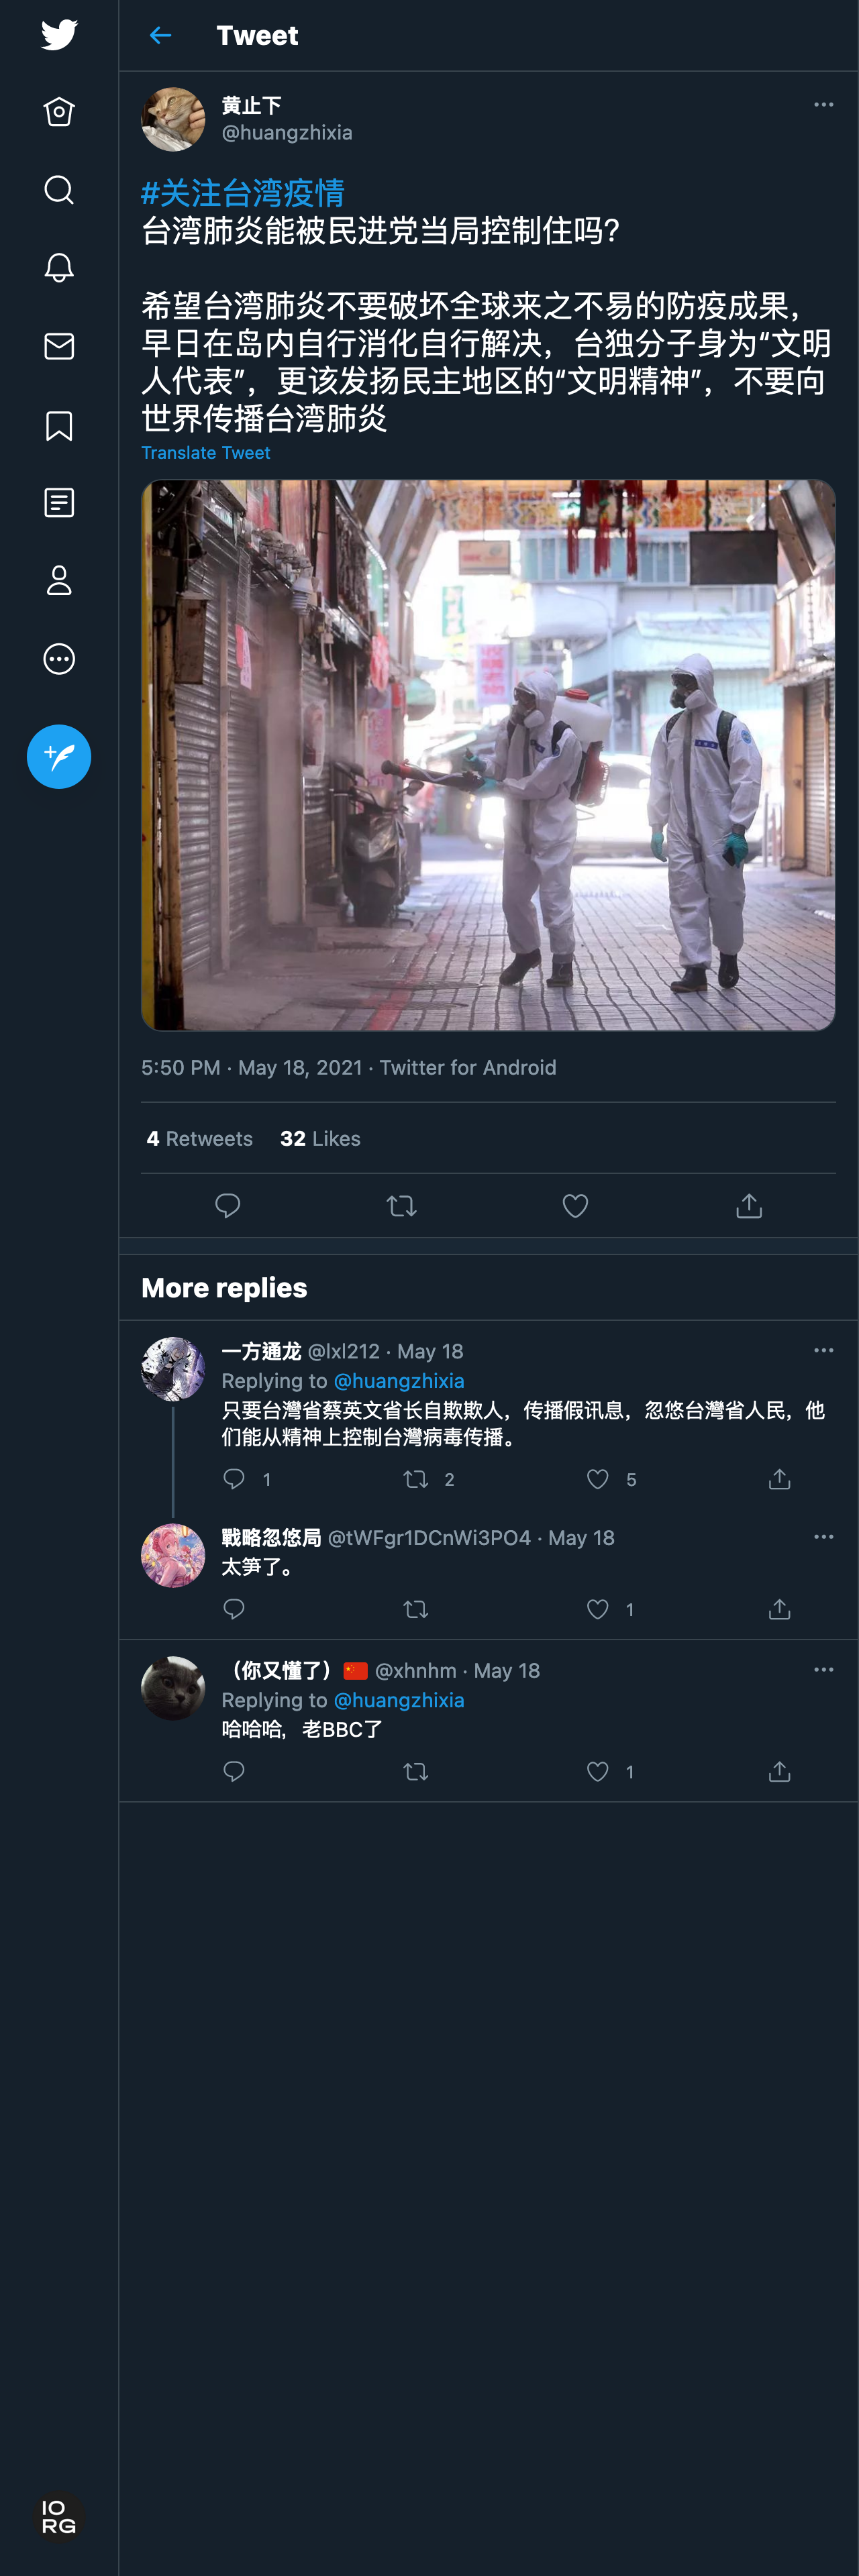 Tweet
黄止下
@huangzhixia
#关注台湾疫情
台湾肺炎能被民进党当局控制住吗?
希望台湾肺炎不要破坏全球来之不易的防疫成果，
早日在岛内自行消化自行解决，台独分子身为“文明
人代表”，更该发扬民主地区的“文明精神”，不要向
世界传播台湾肺炎
Translate Tweet
5:50 PM · May 18, 2021 · Twitter for Android
4 Retweets 32 Likes
More replies
一方通龙 @lxl212 · May 18
Replying to @huangzhixia
只要台灣省蔡英文省长自欺欺人，传播假讯息，忽悠台灣省人民，他
们能从精神上控制台灣病毒传播。
1 2 5
戰略忽悠局 @tWFgr1DCnWi3PO4 · May 18
太笋了。
1
（你又懂了）🇨🇳 @xhnhm · May 18
Replying to @huangzhixia
哈哈哈，老BBC了
1
IO
RG